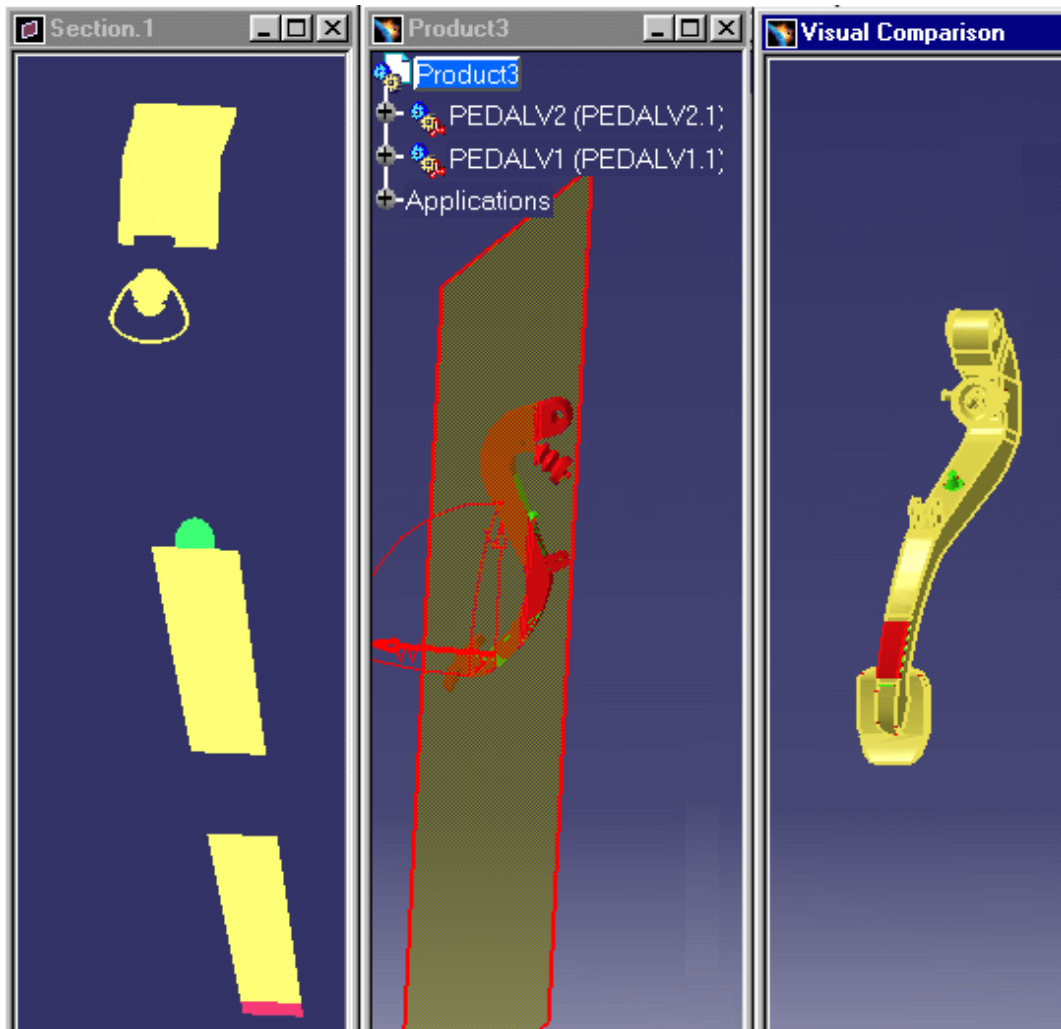 Section.1
Product3
Visual Comparison
Product3
PEDALV2 (PEDALV2.1)
PEDALV1 (PEDALV1.1)
Applications